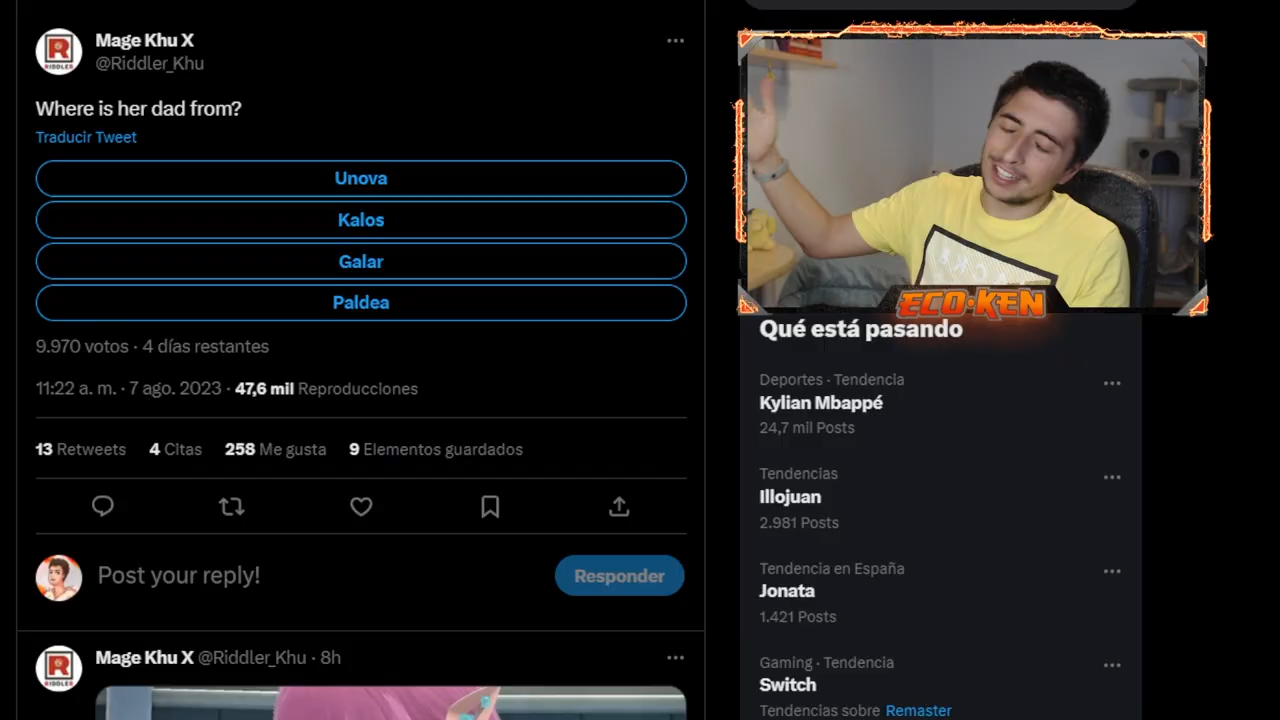 Mage Khu X
@Riddler_Khu
Where is her dad from?
Traducir Tweet
Unova
Kalos
Galar
Paldea
9.970 votos · 4 días restantes
11:22 a. m. · 7 ago. 2023 · 47,6 mil Reproducciones
13 Retweets 4 Citas 258 Me gusta 9 Elementos guardados
Post your reply!
Responder
Mage Khu X @Riddler_Khu · 8h
RIDDLER
RIDDLER
ECO·KEN
Qué está pasando
Deportes · Tendencia
Kylian Mbappé
24,7 mil Posts
Tendencias
Illojuan
2.981 Posts
Tendencia en España
Jonata
1.421 Posts
Gaming · Tendencia
Switch
Tendencias sobre Remaster